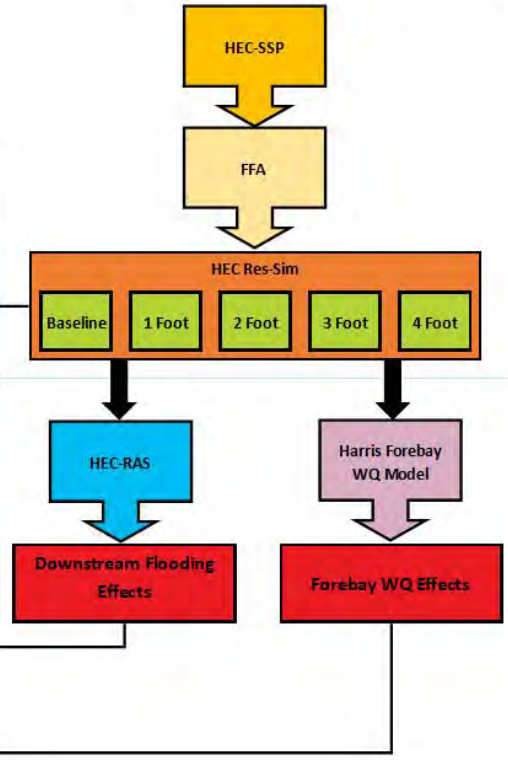 HEC-SSP
FFA
HEC Res-Sim
Baseline
1 Foot
2 Foot
3 Foot
4 Foot
HEC-RAS
Harris Forebay
WQ Model
Downstream Flooding
Effects
Forebay WQ Effects